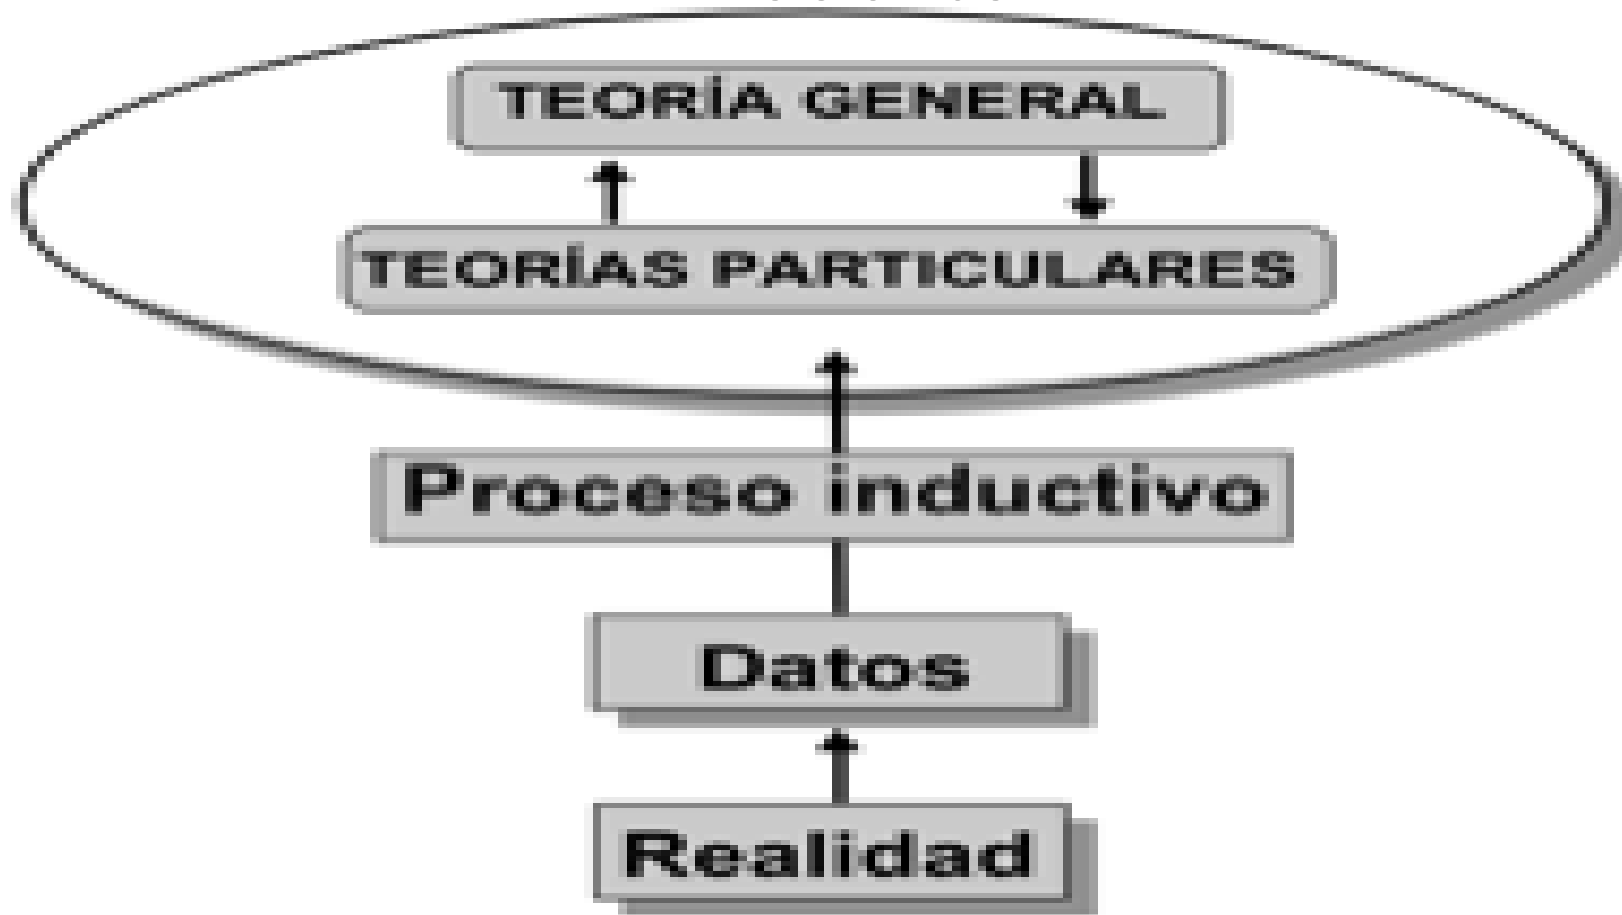 TEORÍA GENERAL
TEORÍAS PARTICULARES
Proceso inductivo
Datos
Realidad